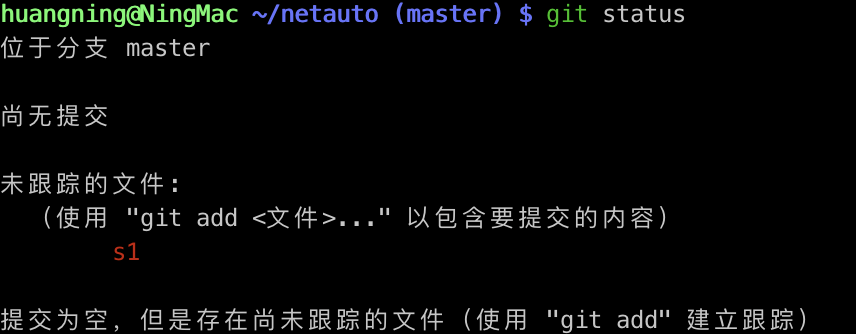 huangning@NingMac ~/netauto (master) $ git status
位于分支 master
尚无提交
未跟踪的文件:
（使用 "git add <文件>..." 以包含要提交的内容）
s1
提交为空，但是存在尚未跟踪的文件（使用 "git add" 建立跟踪）